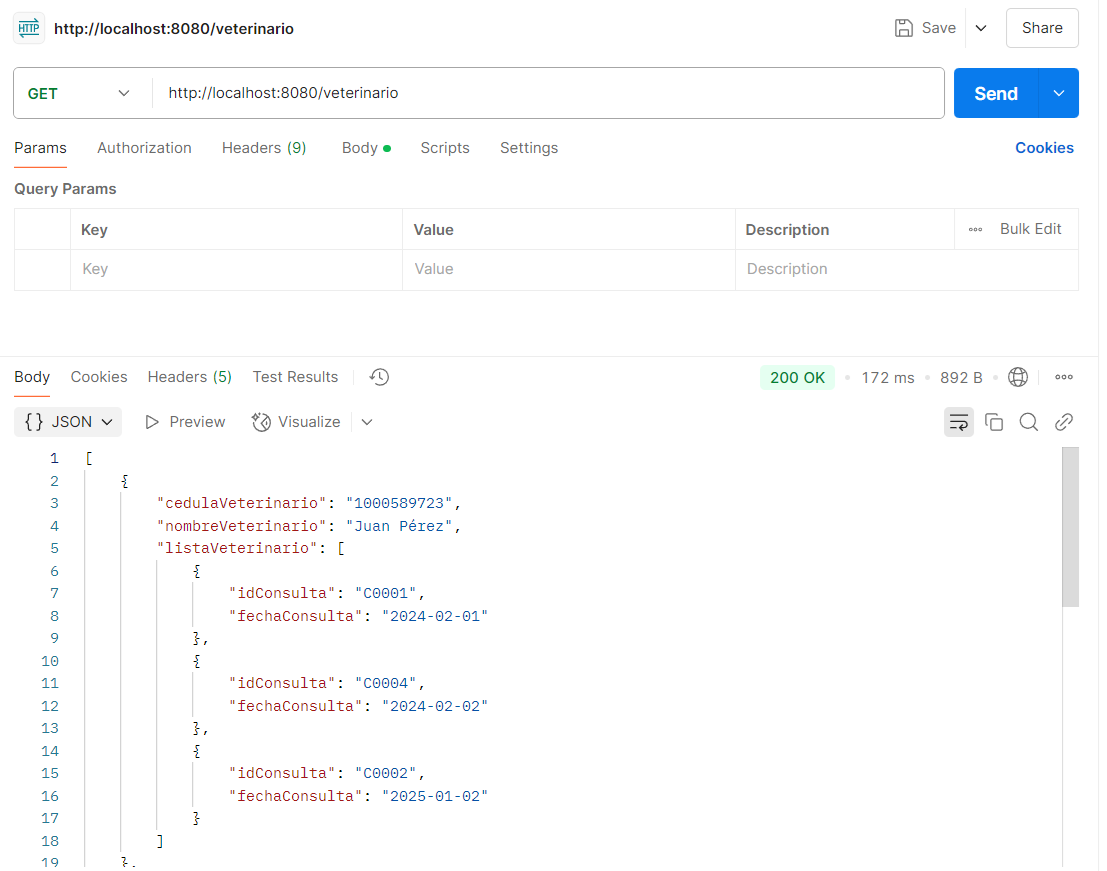 HTTP http://localhost:8080/veterinario Save Share
GET http://localhost:8080/veterinario Send
Params Authorization Headers (9) Body Scripts Settings Cookies
Query Params
Key Value Description Bulk Edit
Key Value Description
Body Cookies Headers (5) Test Results 200 OK 172 ms 892 B
{} JSON Preview Visualize
1 [
2 {
3 "cedulaVeterinario": "1000589723",
4 "nombreVeterinario": "Juan Pérez",
5 "listaVeterinario": [
6 {
7 "idConsulta": "C0001",
8 "fechaConsulta": "2024-02-01"
9 },
10 {
11 "idConsulta": "C0004",
12 "fechaConsulta": "2024-02-02"
13 },
14 {
15 "idConsulta": "C0002",
16 "fechaConsulta": "2025-01-02"
17 }
18 ]
19 },